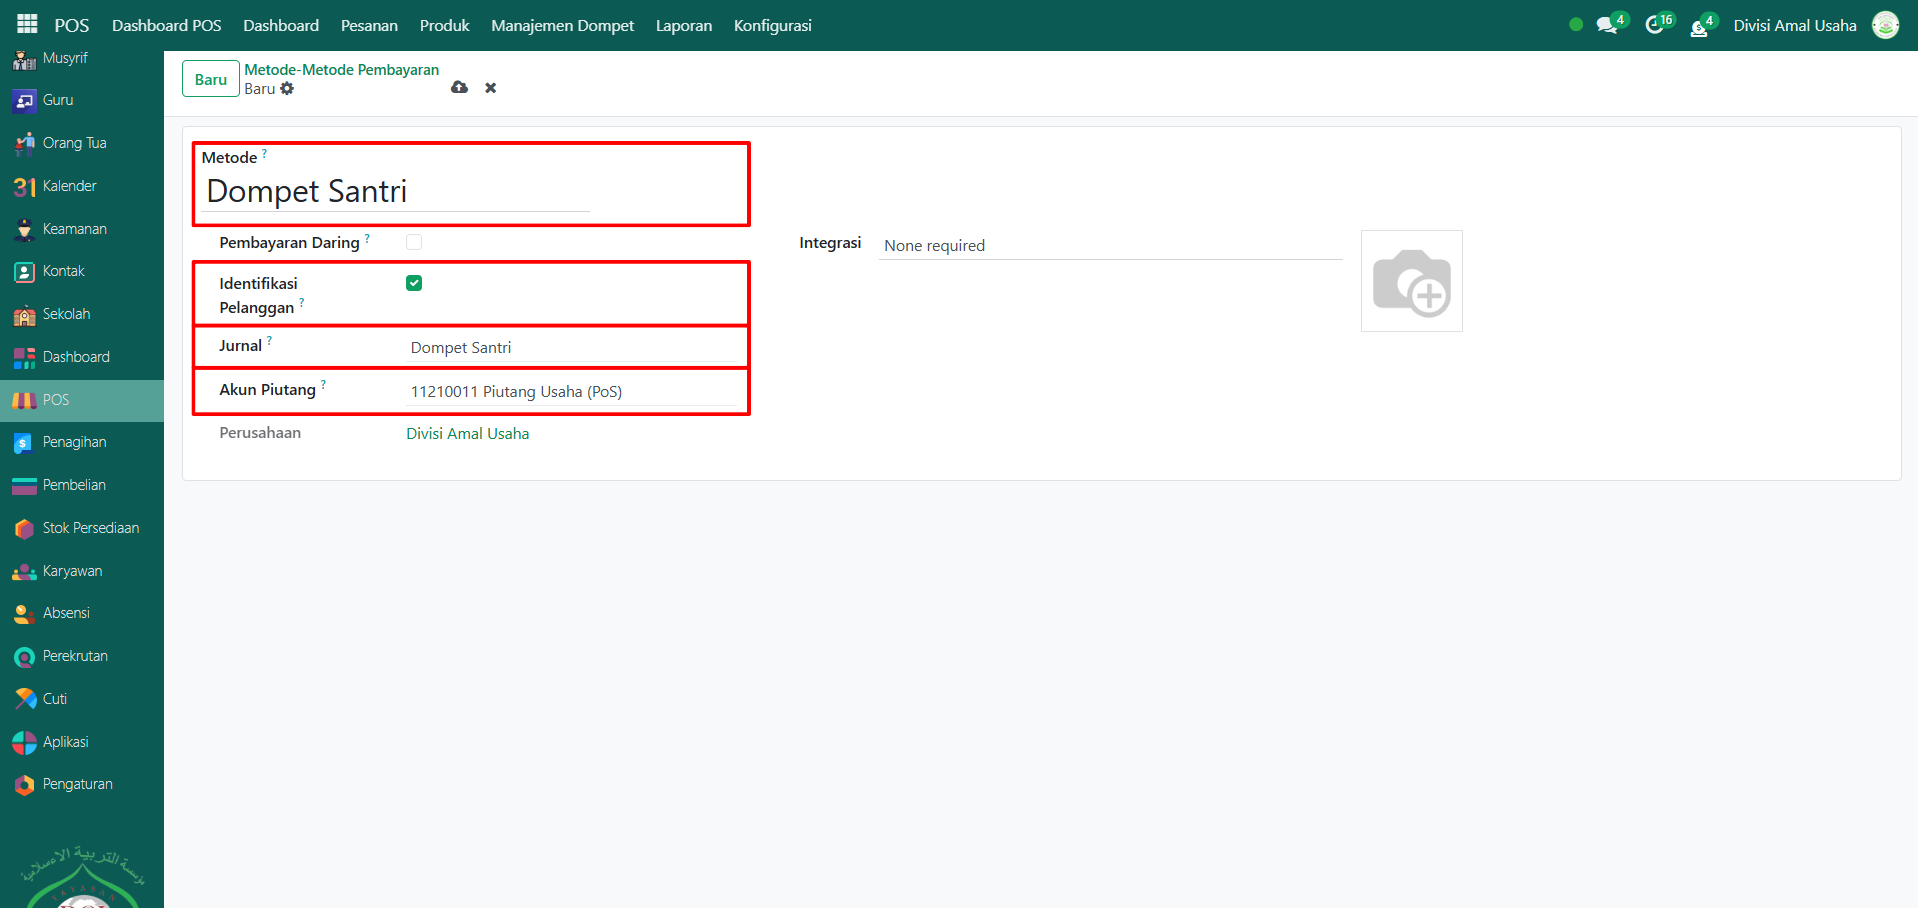 POS Dashboard POS Dashboard Pesanan Produk Manajemen Dompet Laporan Konfigurasi 4 16 4 Divisi Amal Usaha
Musyrif
Guru
Orang Tua
31 Kalender
Keamanan
Kontak
Sekolah
Dashboard
POS
Penagihan
Pembelian
Stok Persediaan
Karyawan
Absensi
Perekrutan
Cuti
Aplikasi
Pengaturan
Baru
Metode-Metode Pembayaran
Baru
Metode ?
Dompet Santri
Pembayaran Daring ?
Integrasi None required
Identifikasi
Pelanggan ?
Jurnal ? Dompet Santri
Akun Piutang ? 11210011 Piutang Usaha (PoS)
Perusahaan Divisi Amal Usaha